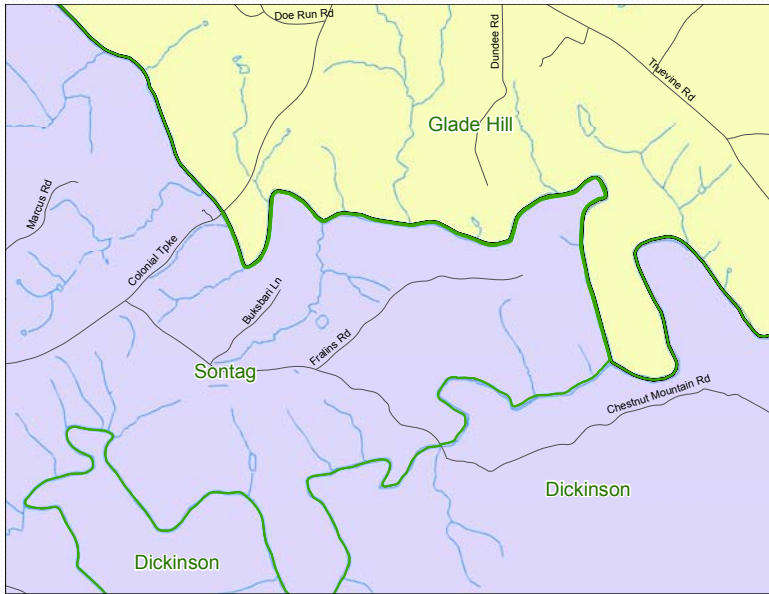 Doe Run Rd
Dundee Rd
Truevine Rd
Glade Hill
Marcus Rd
Colonial Tpke
Buksbari Ln
Fralins Rd
Sontag
Chestnut Mountain Rd
Dickinson
Dickinson